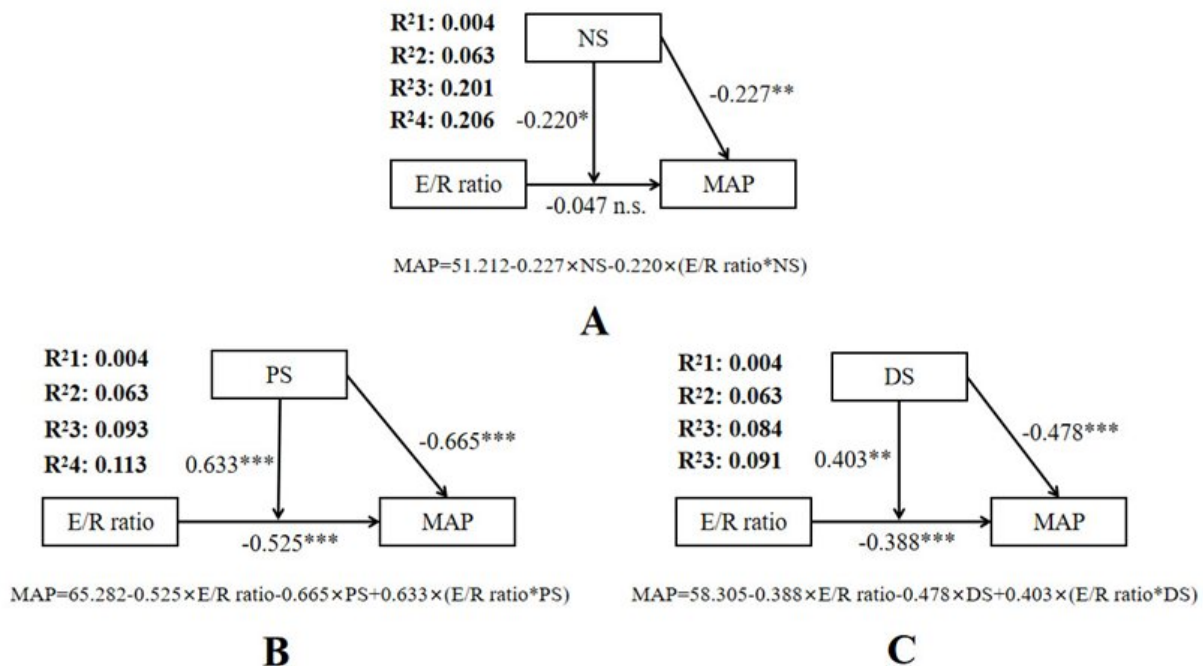 R²1: 0.004
R²2: 0.063
R²3: 0.201
R²4: 0.206
NS
-0.227**
-0.220*
E/R ratio
MAP
-0.047 n.s.
MAP=51.212-0.227×NS-0.220×(E/R ratio*NS)
A
R²1: 0.004
R²2: 0.063
R²3: 0.093
R²4: 0.113
PS
-0.665***
0.633***
E/R ratio
MAP
-0.525***
MAP=65.282-0.525×E/R ratio-0.665×PS+0.633×(E/R ratio*PS)
B
R²1: 0.004
R²2: 0.063
R²3: 0.084
R²3: 0.091
DS
-0.478***
0.403**
E/R ratio
MAP
-0.388***
MAP=58.305-0.388×E/R ratio-0.478×DS+0.403×(E/R ratio*DS)
C